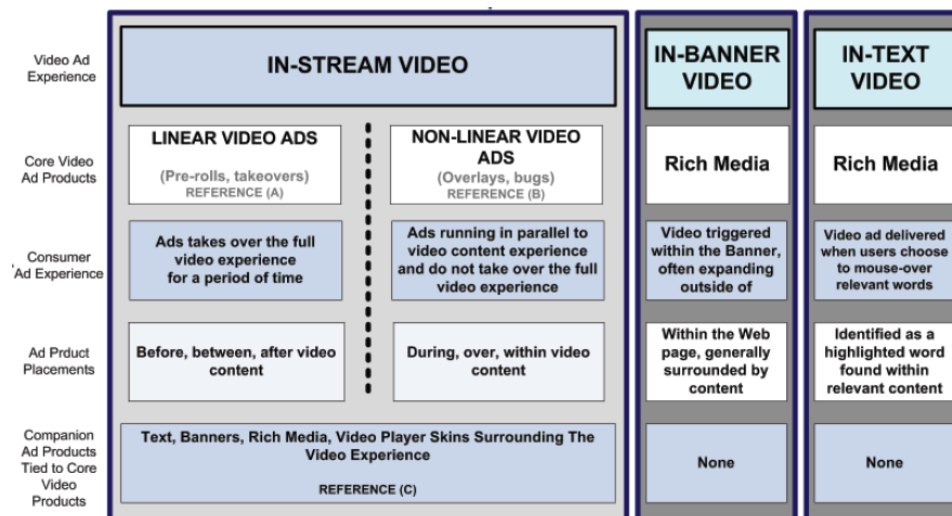 Video Ad
Experience
IN-STREAM VIDEO
IN-BANNER
VIDEO
IN-TEXT
VIDEO
Core Video
Ad Products
LINEAR VIDEO ADS
(Pre-rolls, takeovers)
REFERENCE (A)
NON-LINEAR VIDEO
ADS
(Overlays, bugs)
REFERENCE (B)
Rich Media
Rich Media
Consumer
Ad Experience
Ads takes over the full
video experience
for a period of time
Ads running in parallel to
video content experience
and do not take over the full
video experience
Video triggered
within the Banner,
often expanding
outside of
Video ad delivered
when users choose
to mouse-over
relevant words
Ad Prduct
Placements
Before, between, after video
content
During, over, within video
content
Within the Web
page, generally
surrounded by
content
Identified as a
highlighted word
found within
relevant content
Companion
Ad Products
Tied to Core
Video
Products
Text, Banners, Rich Media, Video Player Skins Surrounding The
Video Experience
REFERENCE (C)
None
None